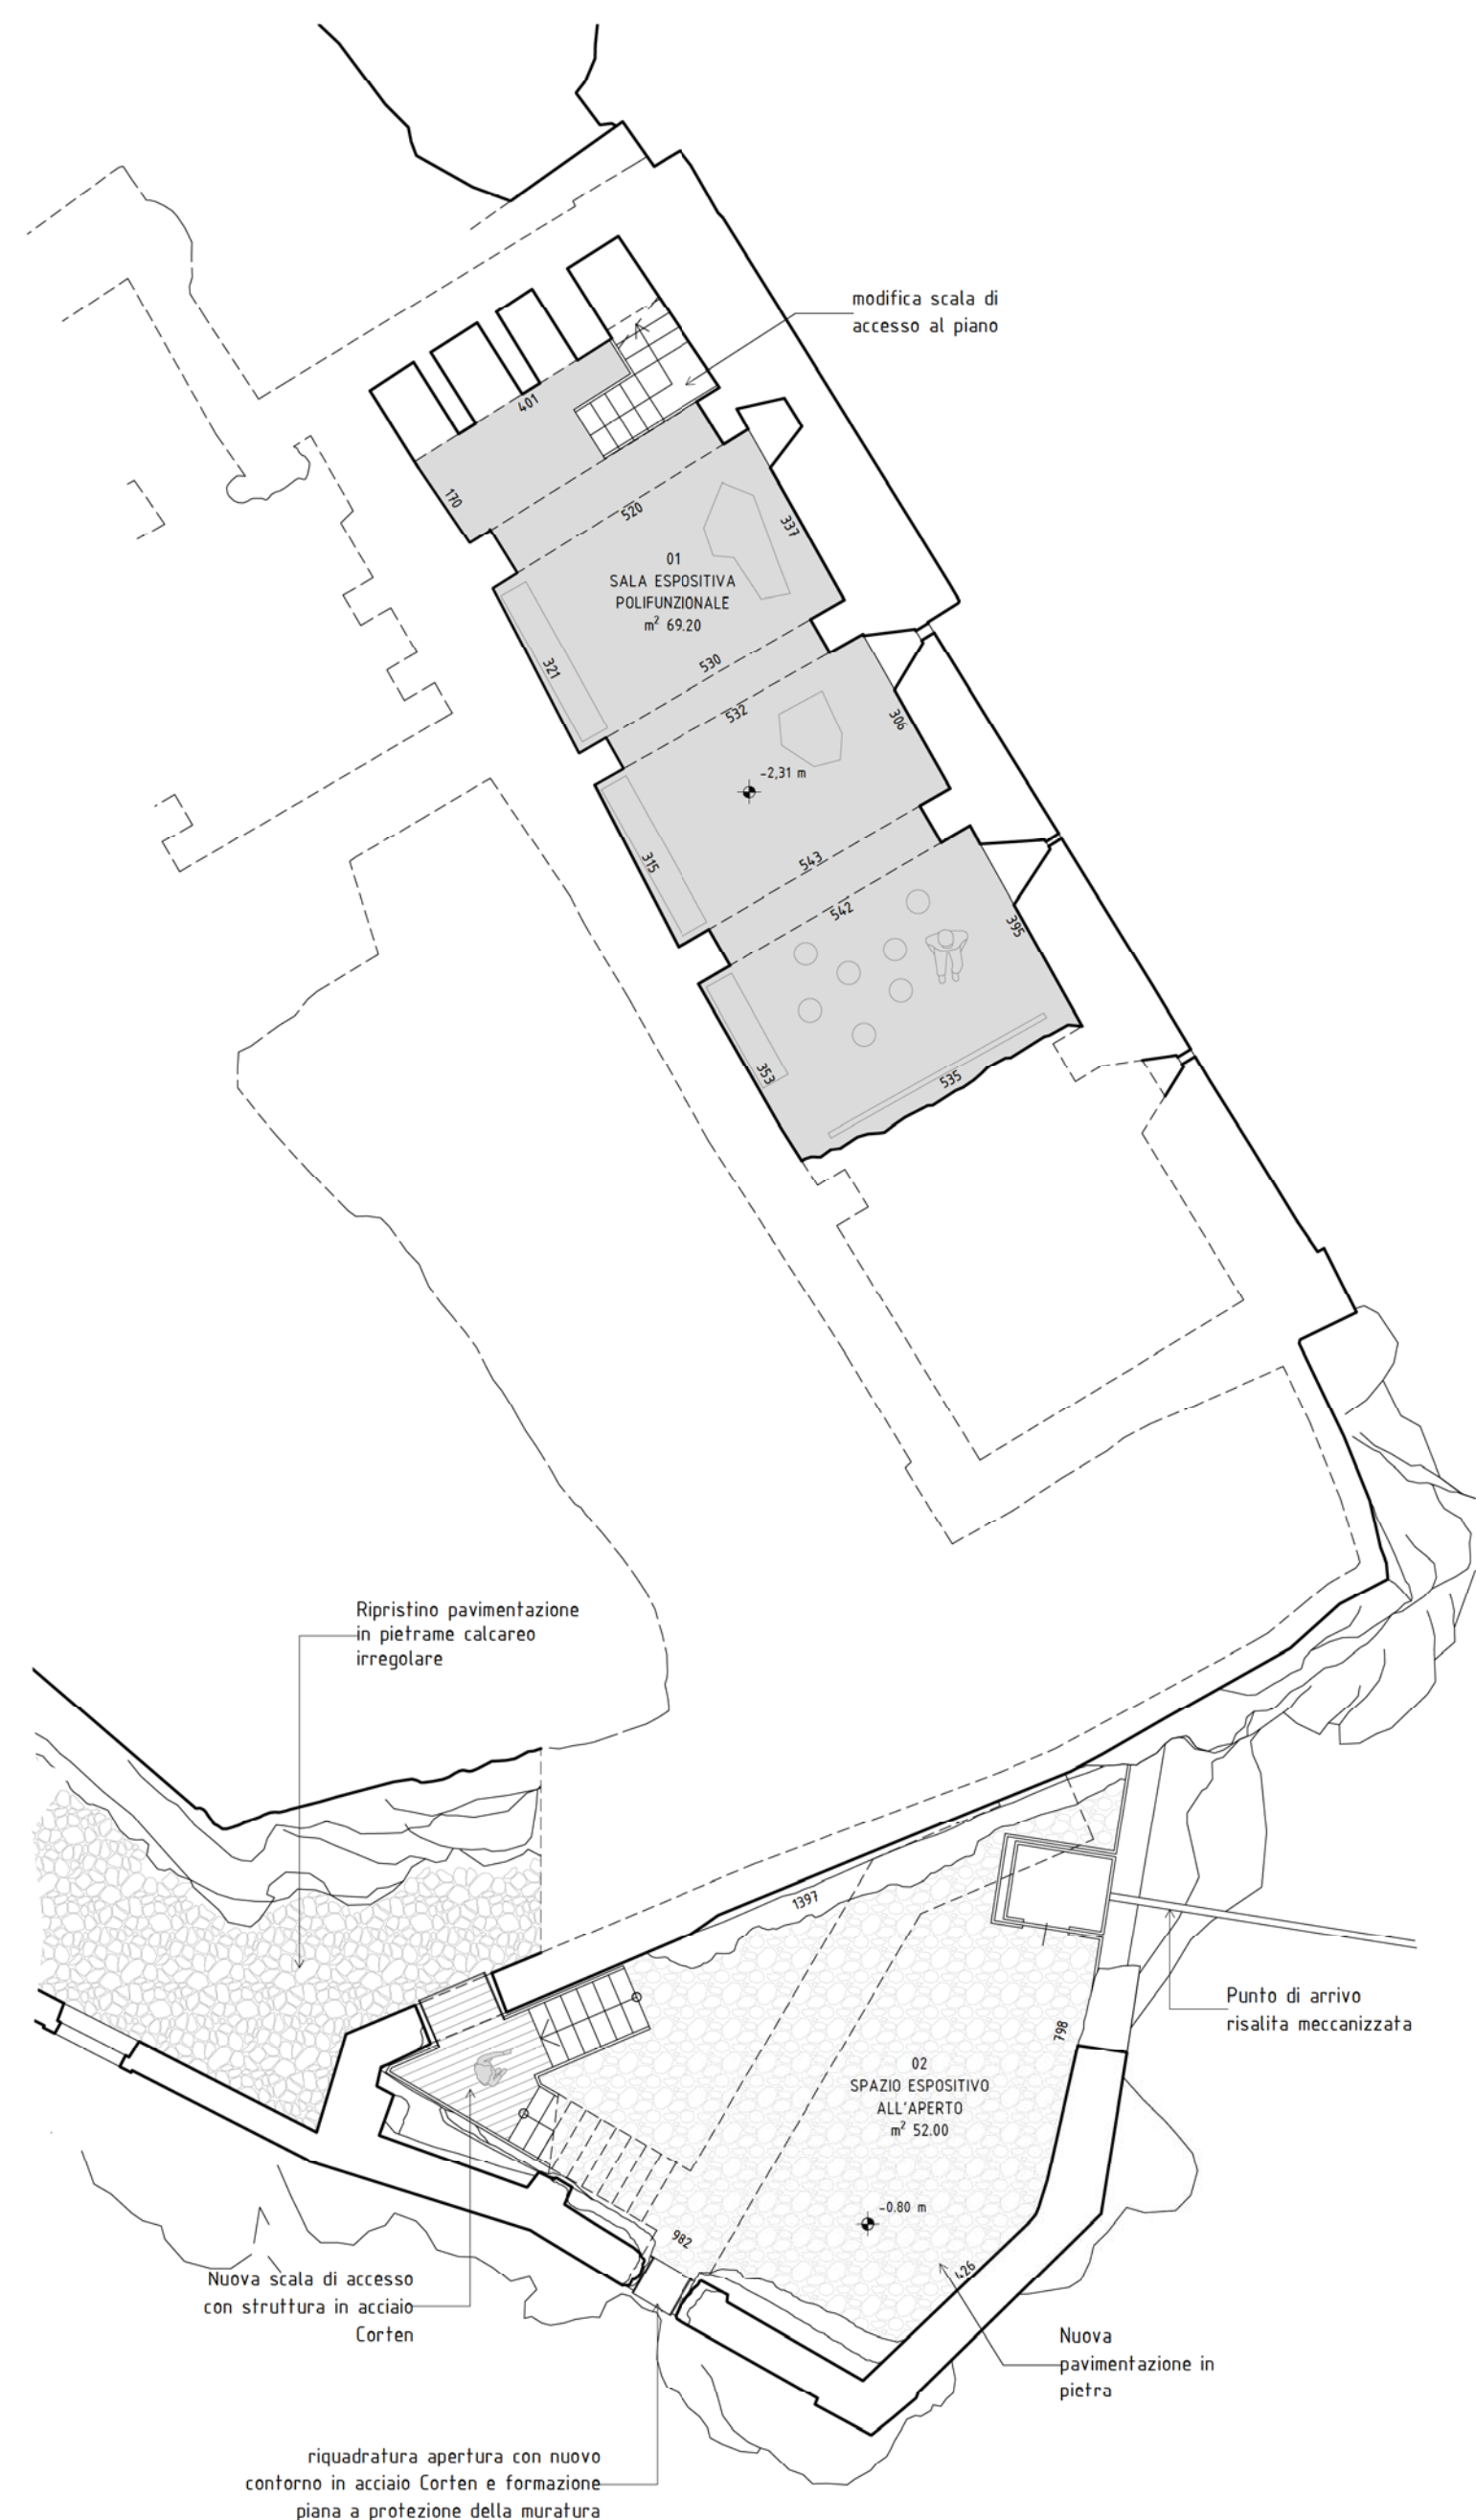 modifica scala di
accesso al piano
401
170
520
337
01
SALA ESPOSITIVA
POLIFUNZIONALE
m² 69.20
321
530
532
306
-2,31 m
315
543
542
395
353
535
Ripristino pavimentazione
in pietrame calcareo
irregolare
1397
Punto di arrivo
risalita meccanizzata
798
02
SPAZIO ESPOSITIVO
ALL'APERTO
m² 52.00
-0.80 m
982
426
Nuova scala di accesso
con struttura in acciaio
Corten
Nuova
pavimentazione in
pietra
riquadratura apertura con nuovo
contorno in acciaio Corten e formazione
piana a protezione della muratura